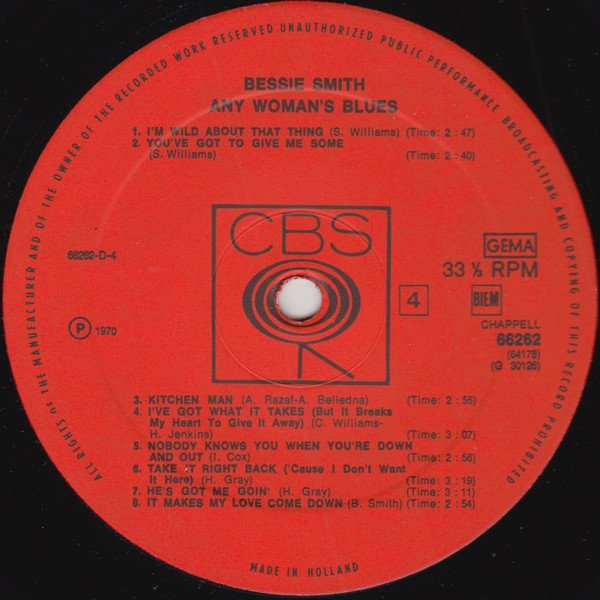 ALL RIGHTS OF THE MANUFACTURER AND OF THE OWNER OF THE RECORDED WORK RESERVED UNAUTHORIZED PUBLIC PERFORMANCE BROADCASTING AND COPYING OF THIS RECORD PROHIBITED
BESSIE SMITH
ANY WOMAN'S BLUES
1. I'M WILD ABOUT THAT THING (S. Williams) (Time: 2 : 47)
2. YOU'VE GOT TO GIVE ME SOME
(S. Williams) (Time: 2 : 40)
CBS
66262-D-4
GEMA
33 ⅓ RPM
4
BIEM
CHAPPELL
66262
(64178)
(G 30126)
P 1970
3. KITCHEN MAN (A. Razaf-A. Belledna) (Time: 2 : 55)
4. I'VE GOT WHAT IT TAKES (But It Breaks
My Heart To Give It Away) (C. Williams-
H. Jenkins) (Time: 3 : 07)
5. NOBODY KNOWS YOU WHEN YOU'RE DOWN
AND OUT (I. Cox) (Time: 2 : 56)
6. TAKE IT RIGHT BACK ('Cause I Don't Want
It Here) (H. Gray) (Time: 3 : 19)
7. HE'S GOT ME GOIN' (H. Gray) (Time: 3 : 11)
8. IT MAKES MY LOVE COME DOWN (B. Smith) (Time: 2 : 54)
MADE IN HOLLAND